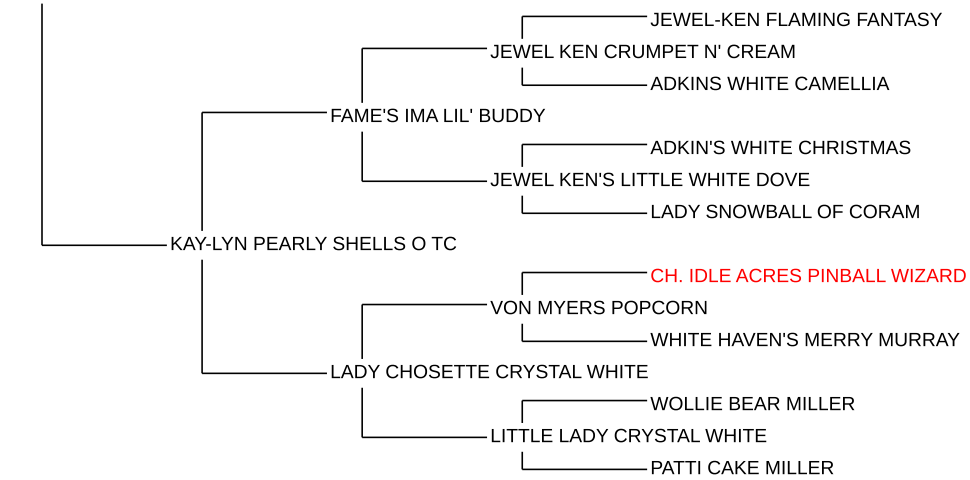 JEWEL-KEN FLAMING FANTASY
JEWEL KEN CRUMPET N' CREAM
ADKINS WHITE CAMELLIA
FAME'S IMA LIL' BUDDY
ADKIN'S WHITE CHRISTMAS
JEWEL KEN'S LITTLE WHITE DOVE
LADY SNOWBALL OF CORAM
KAY-LYN PEARLY SHELLS O TC
CH. IDLE ACRES PINBALL WIZARD
VON MYERS POPCORN
WHITE HAVEN'S MERRY MURRAY
LADY CHOSETTE CRYSTAL WHITE
WOLLIE BEAR MILLER
LITTLE LADY CRYSTAL WHITE
PATTI CAKE MILLER